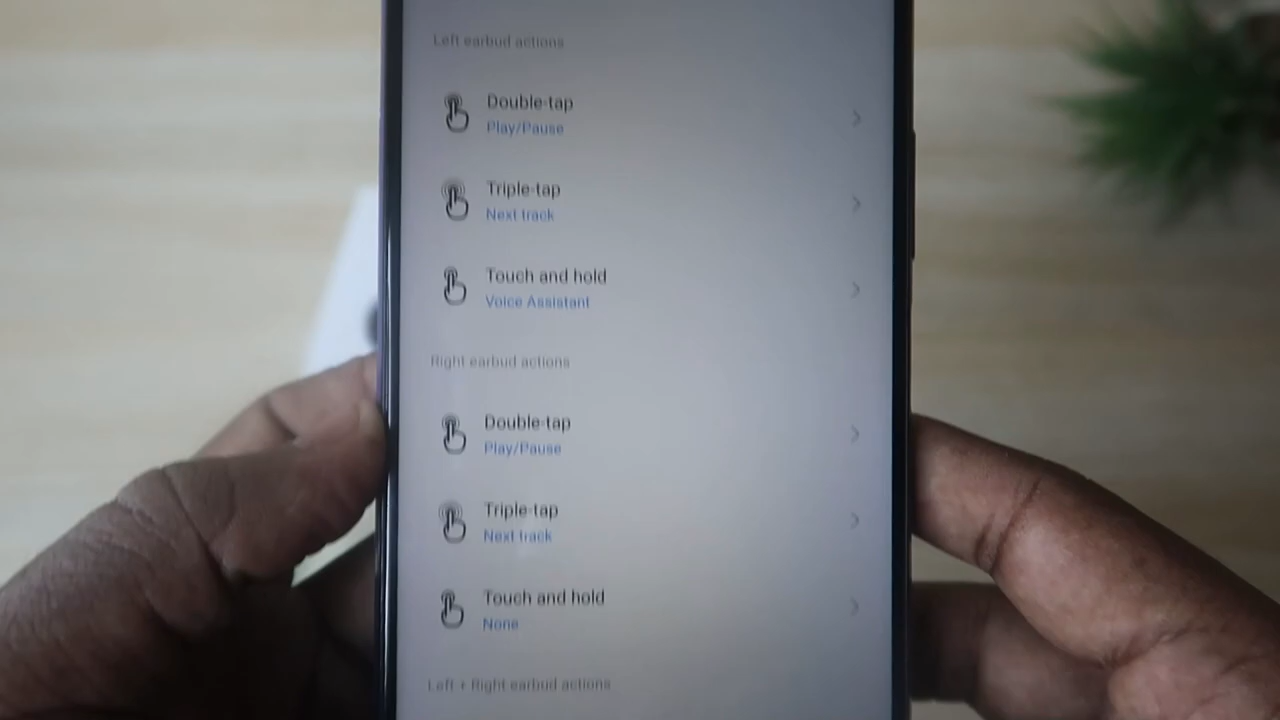 Left earbud actions
Double-tap
Play/Pause
Triple-tap
Next track
Touch and hold
Voice Assistant
Right earbud actions
Double-tap
Play/Pause
Triple-tap
Next track
Touch and hold
None
Left + Right earbud actions